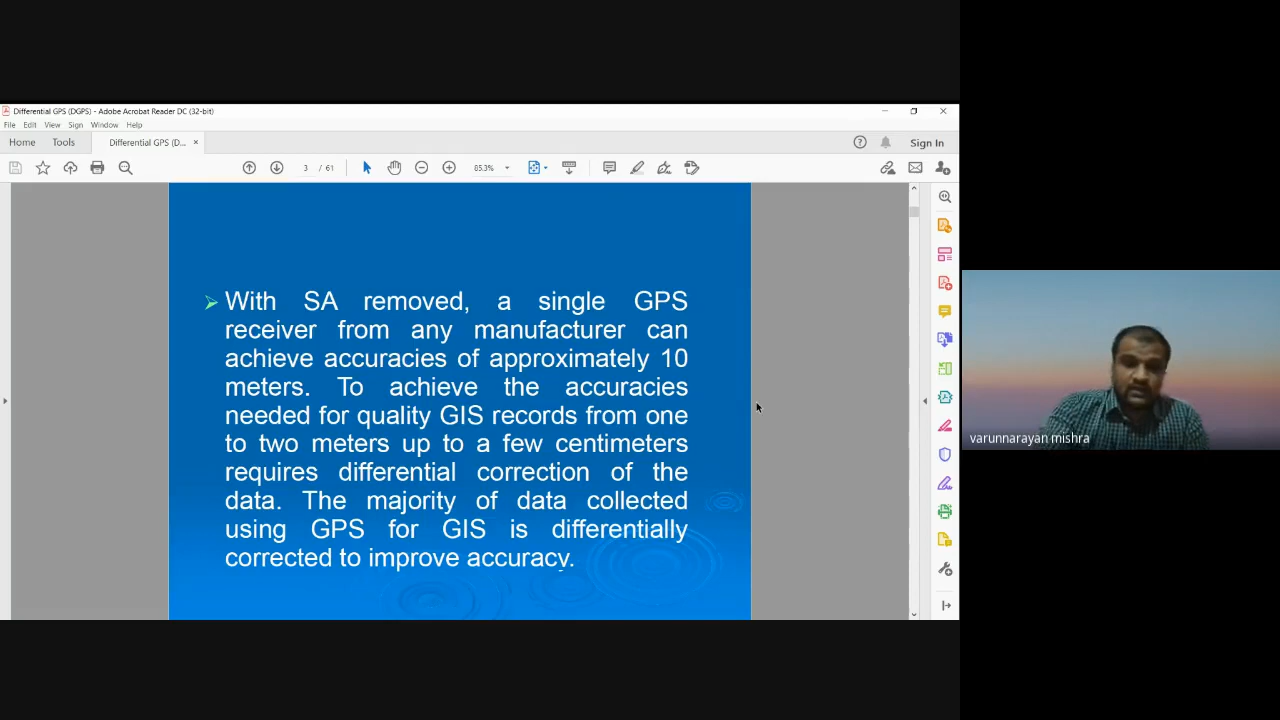 Differential GPS (DGPS) - Adobe Acrobat Reader DC (32-bit)
File Edit View Sign Window Help
Home Tools Differential GPS (D... × Sign In
3 / 61 85.3%
With SA removed, a single GPS
receiver from any manufacturer can
achieve accuracies of approximately 10
meters. To achieve the accuracies
needed for quality GIS records from one
to two meters up to a few centimeters
requires differential correction of the
data. The majority of data collected
using GPS for GIS is differentially
corrected to improve accuracy.
varunnarayan mishra